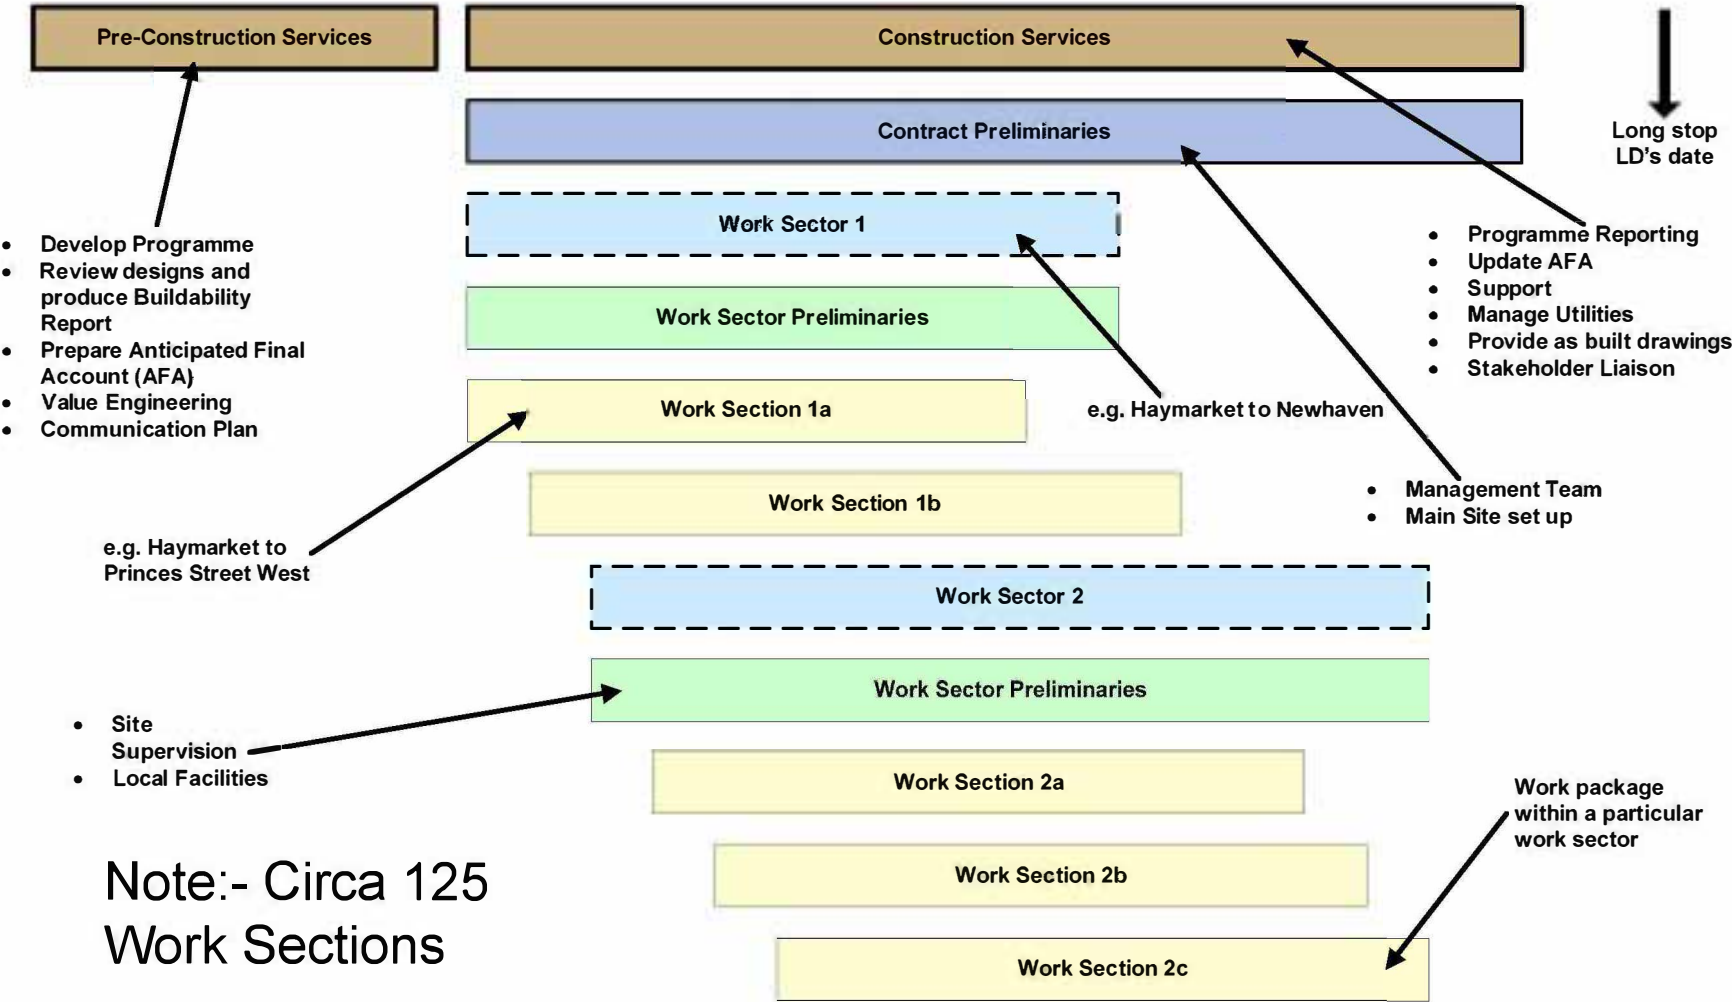 Pre-Construction Services
Construction Services
Contract Preliminaries
Long stop
LD's date
Work Sector 1
• Develop Programme
• Review designs and
produce Buildability
Report
• Prepare Anticipated Final
Account (AFA)
• Value Engineering
• Communication Plan
• Programme Reporting
• Update AFA
• Support
• Manage Utilities
• Provide as built drawings
• Stakeholder Liaison
Work Sector Preliminaries
Work Section 1a
e.g. Haymarket to Newhaven
Work Section 1b
• Management Team
• Main Site set up
e.g. Haymarket to
Princes Street West
Work Sector 2
Work Sector Preliminaries
• Site
Supervision
• Local Facilities
Work Section 2a
Work package
within a particular
work sector
Work Section 2b
Note:- Circa 125
Work Sections
Work Section 2c